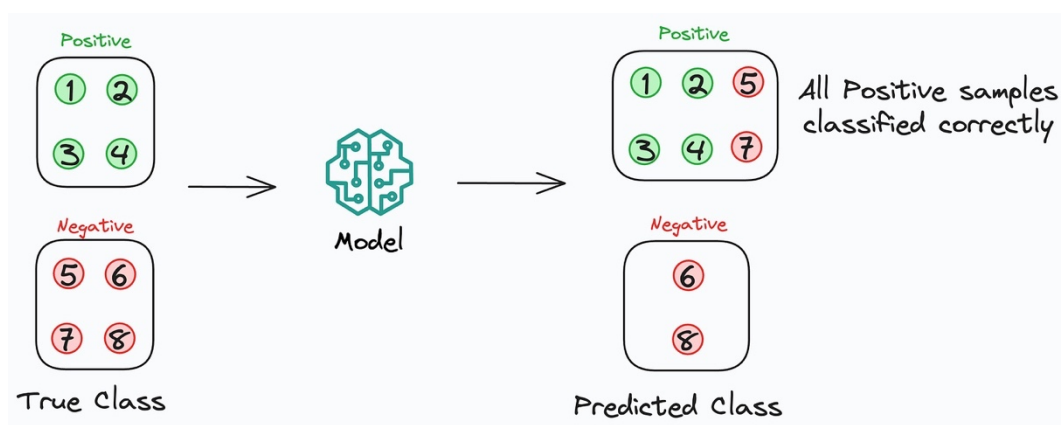 Positive
1 2
3 4
Negative
5 6
7 8
True Class
Model
Positive
1 2 5
3 4 7
Negative
6
8
Predicted Class
All Positive samples
classified correctly